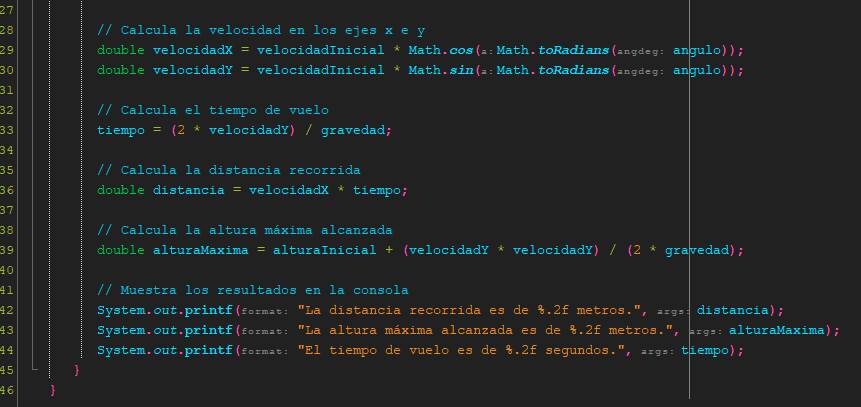 27
28 // Calcula la velocidad en los ejes x e y
29 double velocidadX = velocidadInicial * Math.cos(a: Math.toRadians(angdeg: angulo));
30 double velocidadY = velocidadInicial * Math.sin(a: Math.toRadians(angdeg: angulo));
31
32 // Calcula el tiempo de vuelo
33 tiempo = (2 * velocidadY) / gravedad;
34
35 // Calcula la distancia recorrida
36 double distancia = velocidadX * tiempo;
37
38 // Calcula la altura máxima alcanzada
39 double alturaMaxima = alturaInicial + (velocidadY * velocidadY) / (2 * gravedad);
40
41 // Muestra los resultados en la consola
42 System.out.printf(format: "La distancia recorrida es de %.2f metros.", args: distancia);
43 System.out.printf(format: "La altura máxima alcanzada es de %.2f metros.", args: alturaMaxima);
44 System.out.printf(format: "El tiempo de vuelo es de %.2f segundos.", args: tiempo);
45 }
46 }